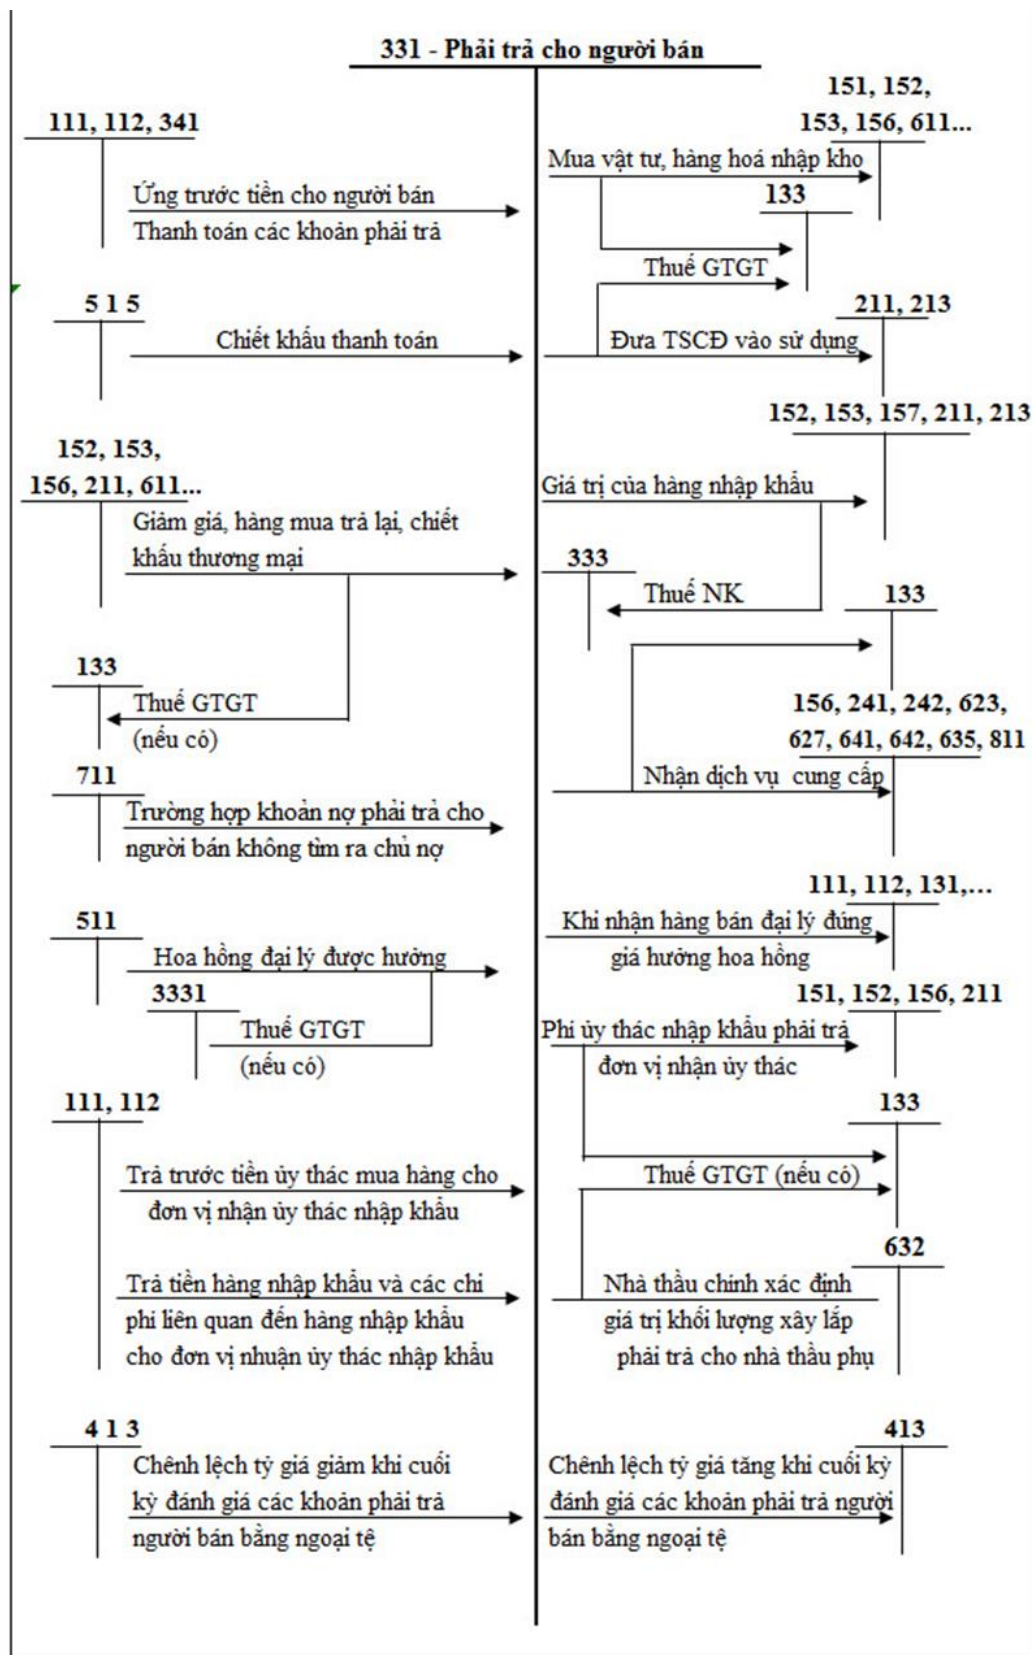 331 - Phải trả cho người bán
111, 112, 341
Ứng trước tiền cho người bán
Thanh toán các khoản phải trả
5 1 5
Chiết khấu thanh toán
152, 153,
156, 211, 611...
Giảm giá, hàng mua trả lại, chiết
khấu thương mại
133
Thuế GTGT
(nếu có)
711
Trường hợp khoản nợ phải trả cho
người bán không tìm ra chủ nợ
511
Hoa hồng đại lý được hưởng
3331
Thuế GTGT
(nếu có)
111, 112
Trả trước tiền ủy thác mua hàng cho
đơn vị nhận ủy thác nhập khẩu
Trả tiền hàng nhập khẩu và các chi
phí liên quan đến hàng nhập khẩu
cho đơn vị nhuận ủy thác nhập khẩu
4 1 3
Chênh lệch tỷ giá giảm khi cuối
kỳ đánh giá các khoản phải trả
người bán bằng ngoại tệ
151, 152,
153, 156, 611...
Mua vật tư, hàng hoá nhập kho
133
Thuế GTGT
211, 213
Đưa TSCĐ vào sử dụng
152, 153, 157, 211, 213
Giá trị của hàng nhập khẩu
333
Thuế NK
133
156, 241, 242, 623,
627, 641, 642, 635, 811
Nhận dịch vụ cung cấp
111, 112, 131,...
Khi nhận hàng bán đại lý đúng
giá hưởng hoa hồng
151, 152, 156, 211
Phí ủy thác nhập khẩu phải trả
đơn vị nhận ủy thác
133
Thuế GTGT (nếu có)
632
Nhà thầu chính xác định
giá trị khối lượng xây lắp
phải trả cho nhà thầu phụ
413
Chênh lệch tỷ giá tăng khi cuối kỳ
đánh giá các khoản phải trả người
bán bằng ngoại tệ